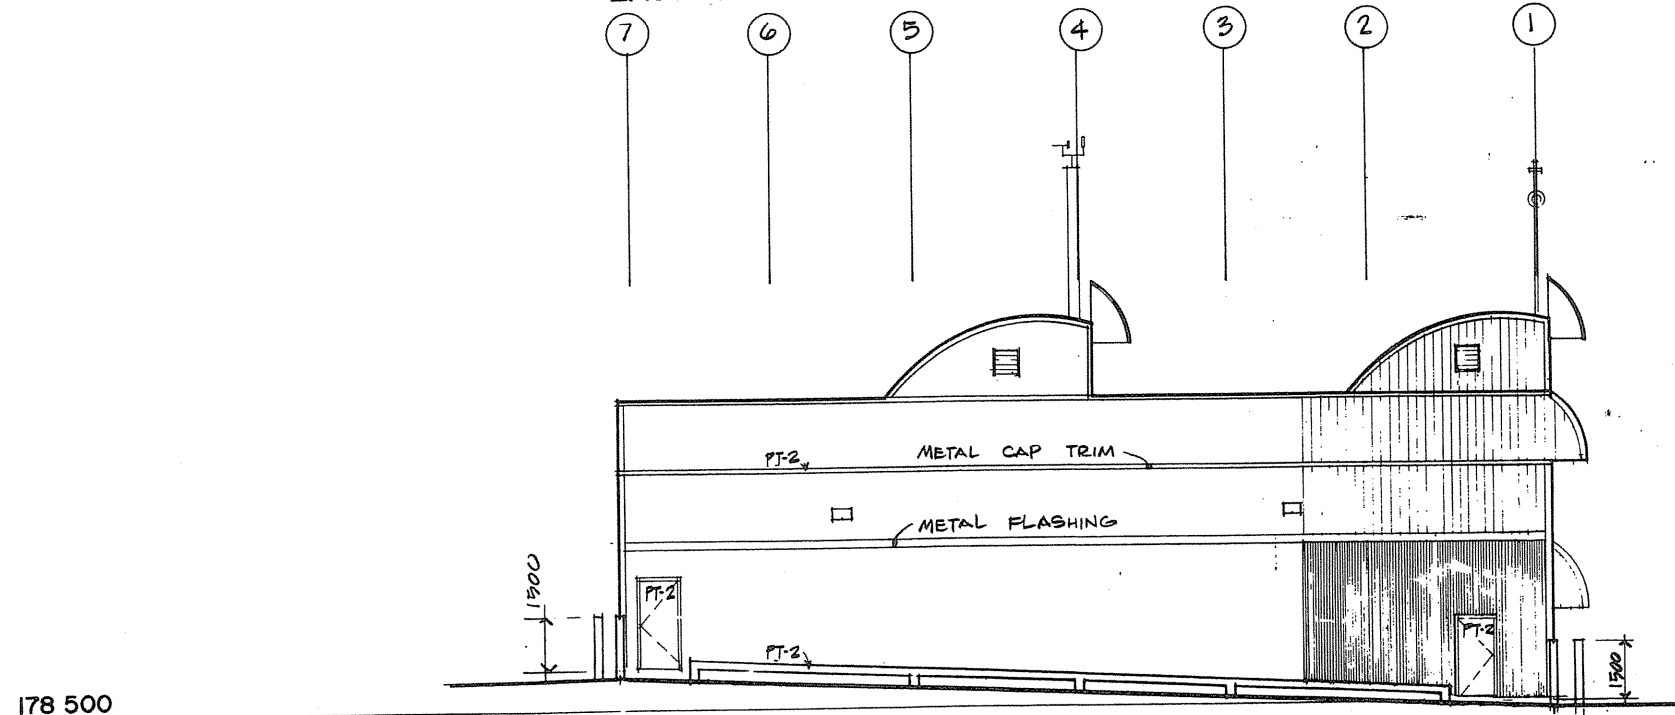 7 6 5 4 3 2 1
PT-2 METAL CAP TRIM
METAL FLASHING
1500
PT-2
PT-2
PT-2
1500
178 500